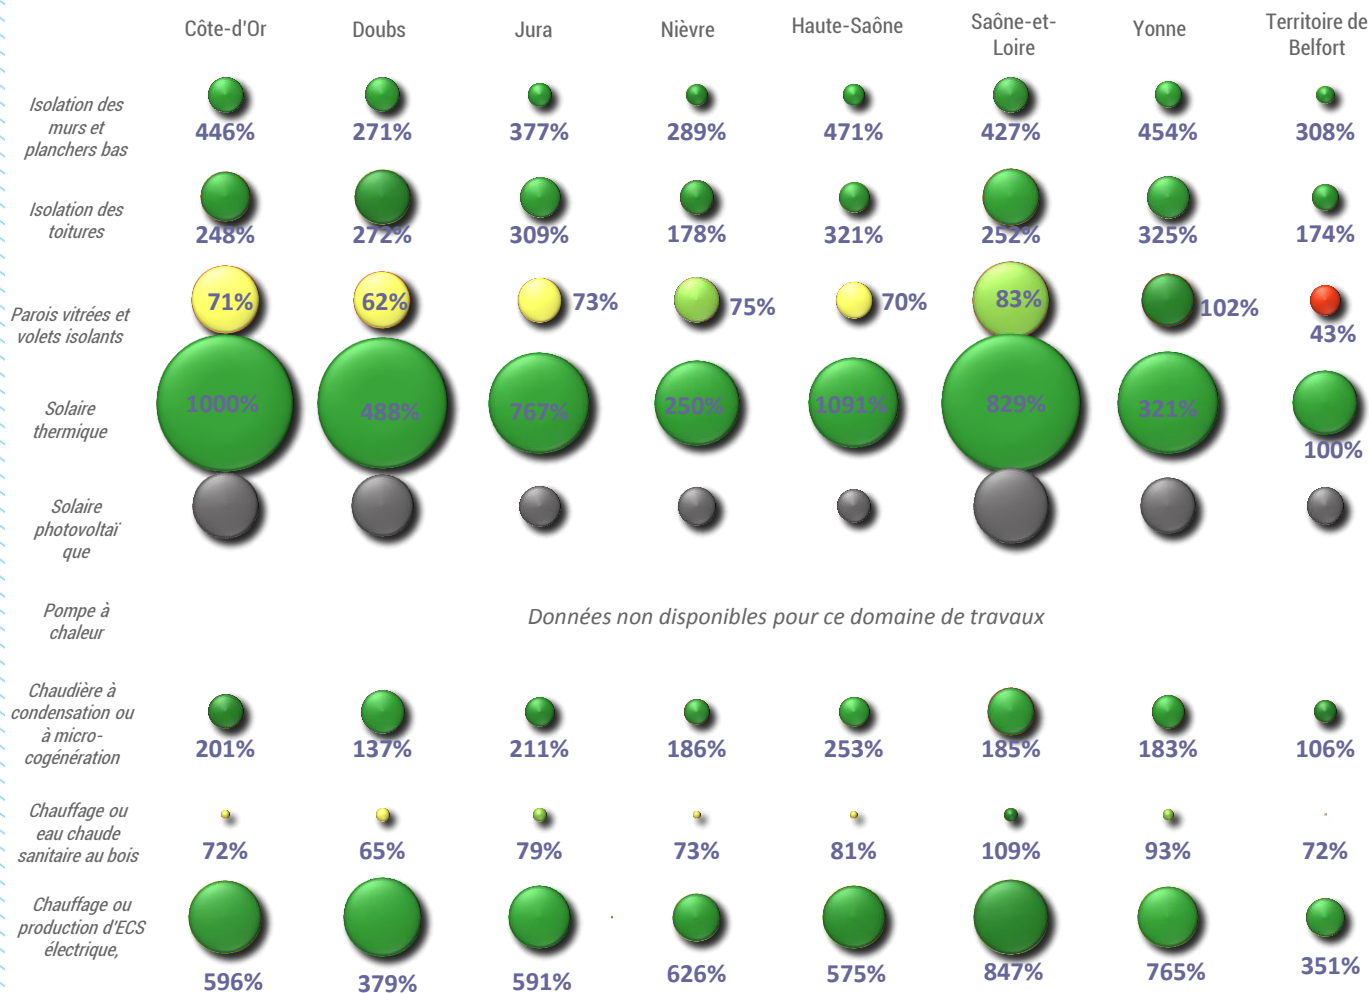 Côte-d'Or Doubs Jura Nièvre Haute-Saône Saône-et-
Loire Yonne Territoire de
Belfort
Isolation des
murs et
planchers bas
446% 271% 377% 289% 471% 427% 454% 308%
Isolation des
toitures
248% 272% 309% 178% 321% 252% 325% 174%
Parois vitrées et
volets isolants
71% 62% 73% 75% 70% 83% 102% 43%
Solaire
thermique
1000% 488% 767% 250% 1091% 829% 321% 100%
Solaire
photovoltaï
que
Pompe à
chaleur
Données non disponibles pour ce domaine de travaux
Chaudière à
condensation ou
à micro-
cogénération
201% 137% 211% 186% 253% 185% 183% 106%
Chauffage ou
eau chaude
sanitaire au bois
72% 65% 79% 73% 81% 109% 93% 72%
Chauffage ou
production d'ECS
électrique,
596% 379% 591% 626% 575% 847% 765% 351%